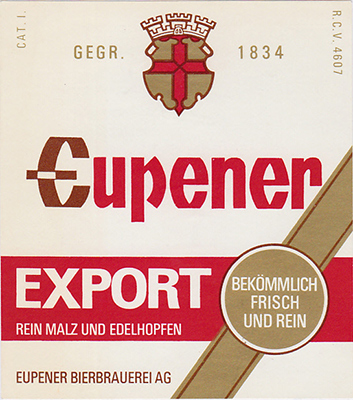 CAT. I.
R.C.V. 4607
GEGR. 1834
Eupener
EXPORT
REIN MALZ UND EDELHOPFEN
BEKÖMMLICH
FRISCH
UND REIN
EUPENER BIERBRAUEREI AG